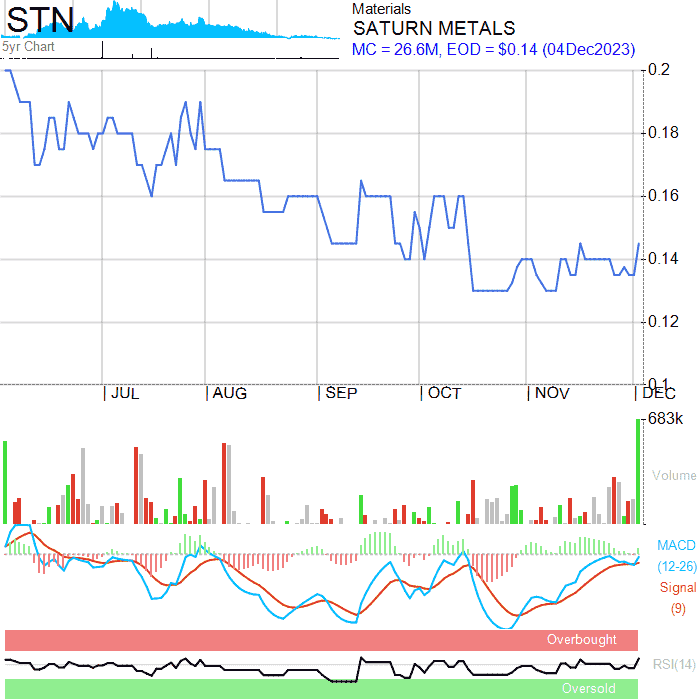 STN
5yr Chart
Materials
SATURN METALS
MC = 26.6M, EOD = $0.14 (04Dec2023)
0.2
0.18
0.16
0.14
0.12
0.1
JUL AUG SEP OCT NOV DEC
683k
Volume
MACD
(12-26)
Signal
(9)
Overbought
RSI(14)
Oversold